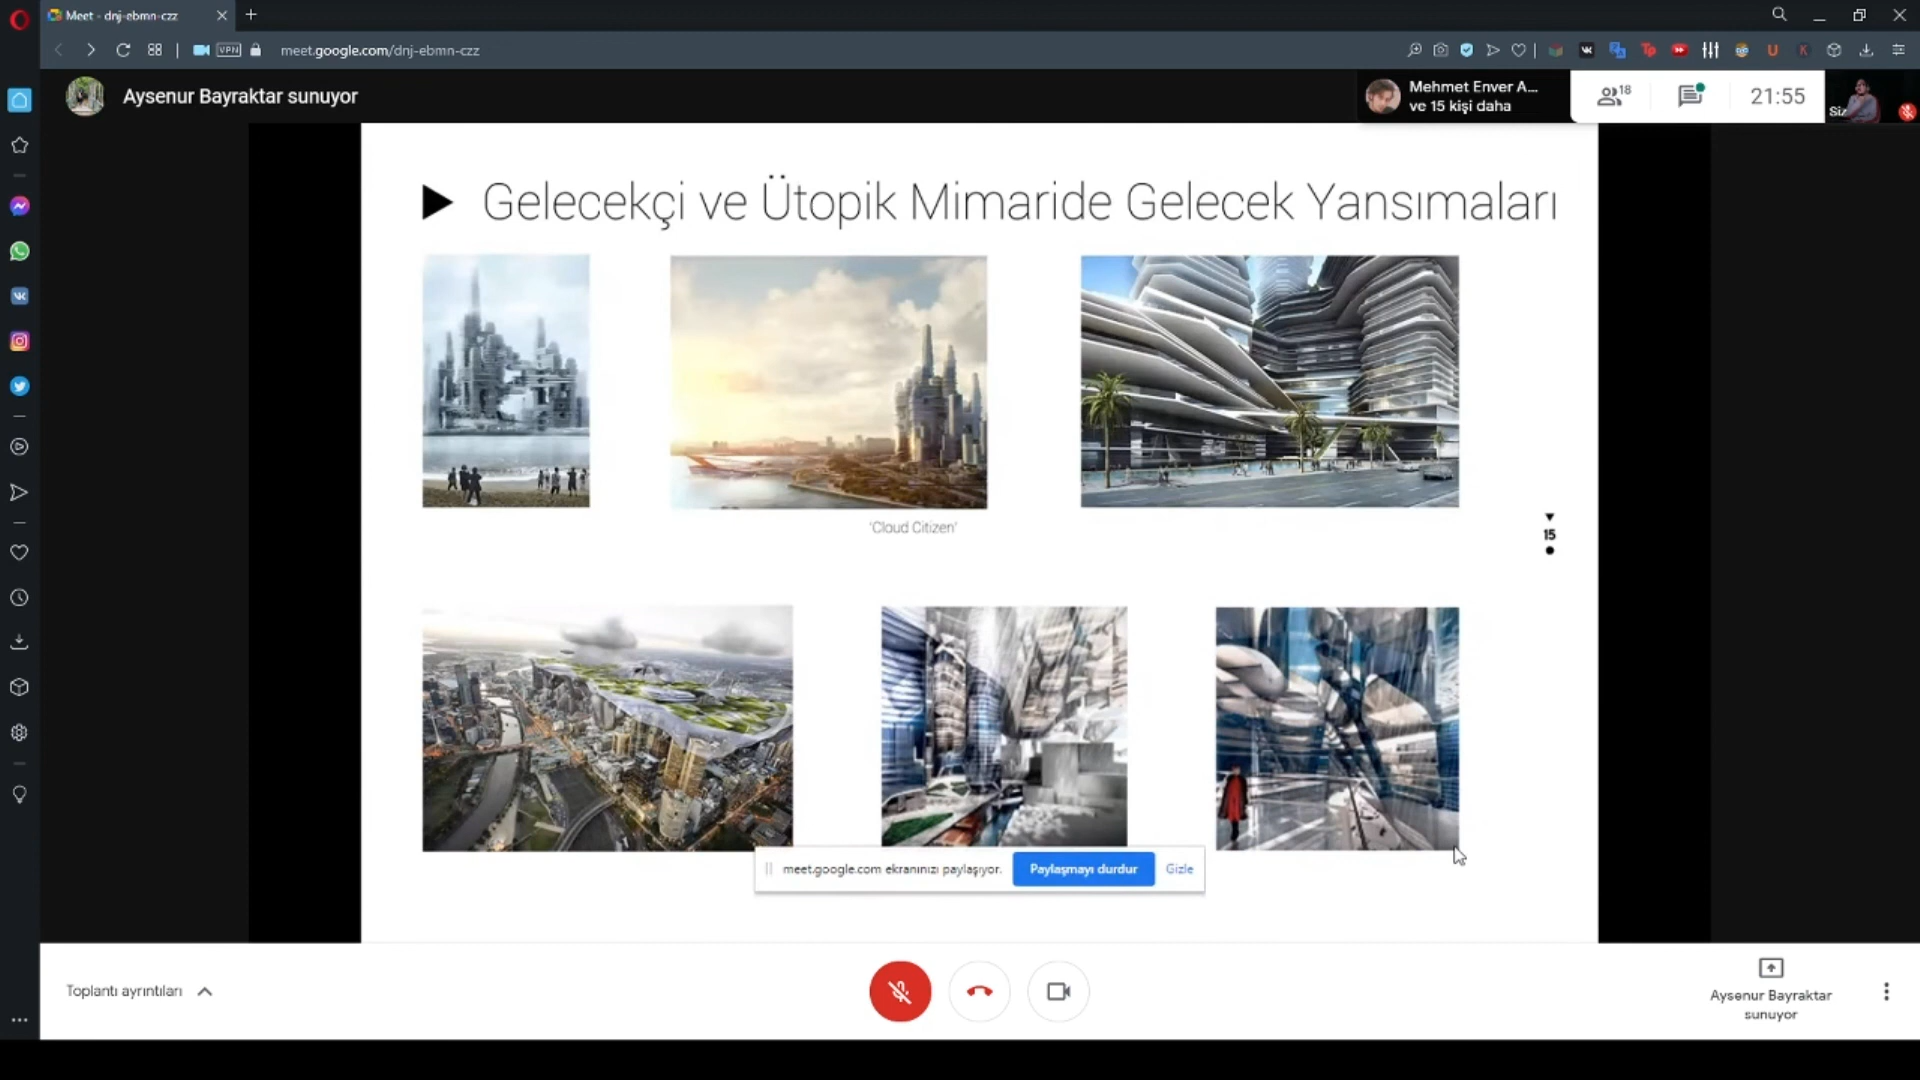 Meet - dnj-ebmn-czz
VPN
meet.google.com/dnj-ebmn-czz
Aysenur Bayraktar sunuyor
Mehmet Enver A...
ve 15 kişi daha
18
21:55
Siz
Gelecekçi ve Ütopik Mimaride Gelecek Yansımaları
'Cloud Citizen'
15
meet.google.com ekranınızı paylaşıyor.
Paylaşmayı durdur
Gizle
Toplantı ayrıntıları
Aysenur Bayraktar
sunuyor